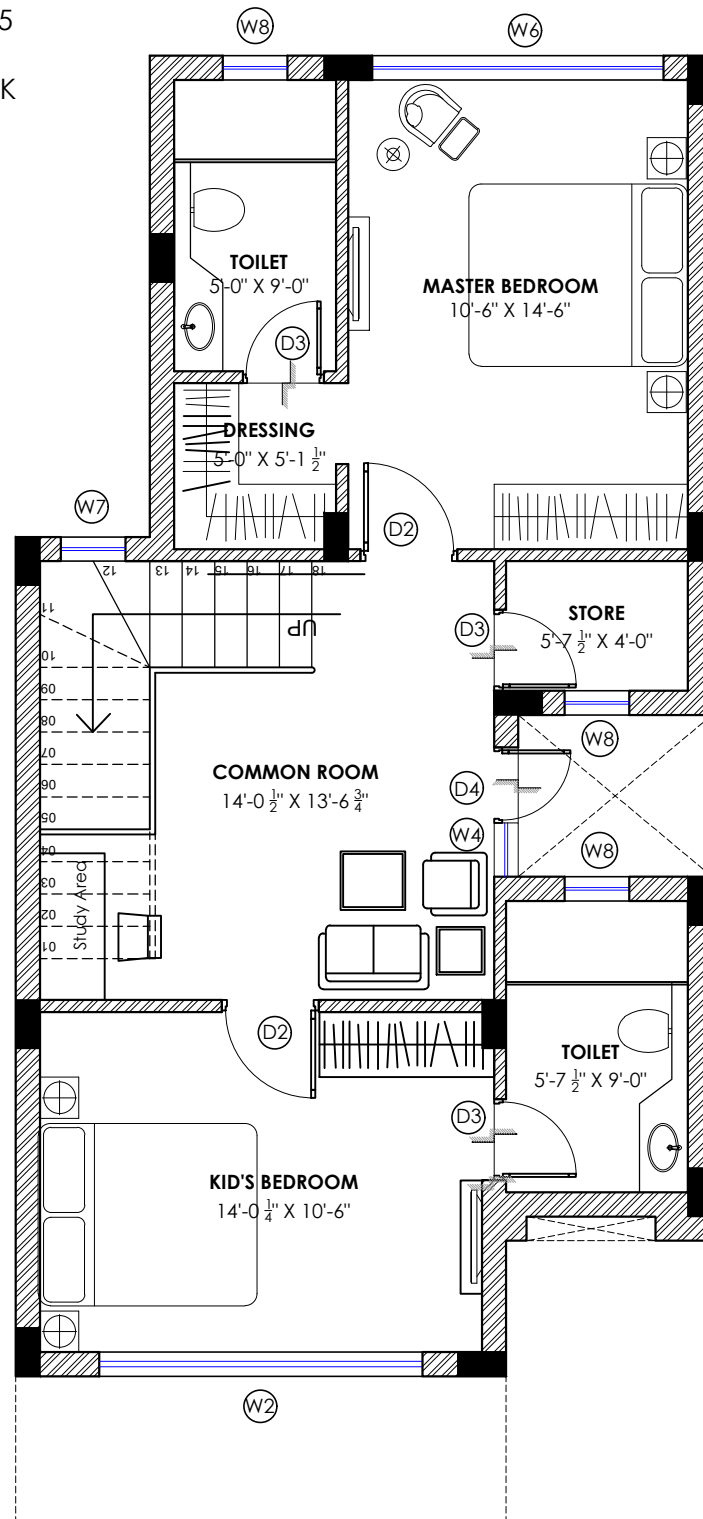 5
K
W8
W6
TOILET
5'-0" X 9'-0"
MASTER BEDROOM
10'-6" X 14'-6"
D3
DRESSING
5'-0" X 5'-1 1/2"
W7
D2
12
13
14
15
16
17
18
11
UP
D3
STORE
5'-7 1/2" X 4'-0"
10
09
08
07
06
05
04
03
02
01
W8
COMMON ROOM
14'-0 1/2" X 13'-6 3/4"
D4
W4
W8
Study Area
D2
TOILET
5'-7 1/2" X 9'-0"
D3
KID'S BEDROOM
14'-0 1/4" X 10'-6"
W2